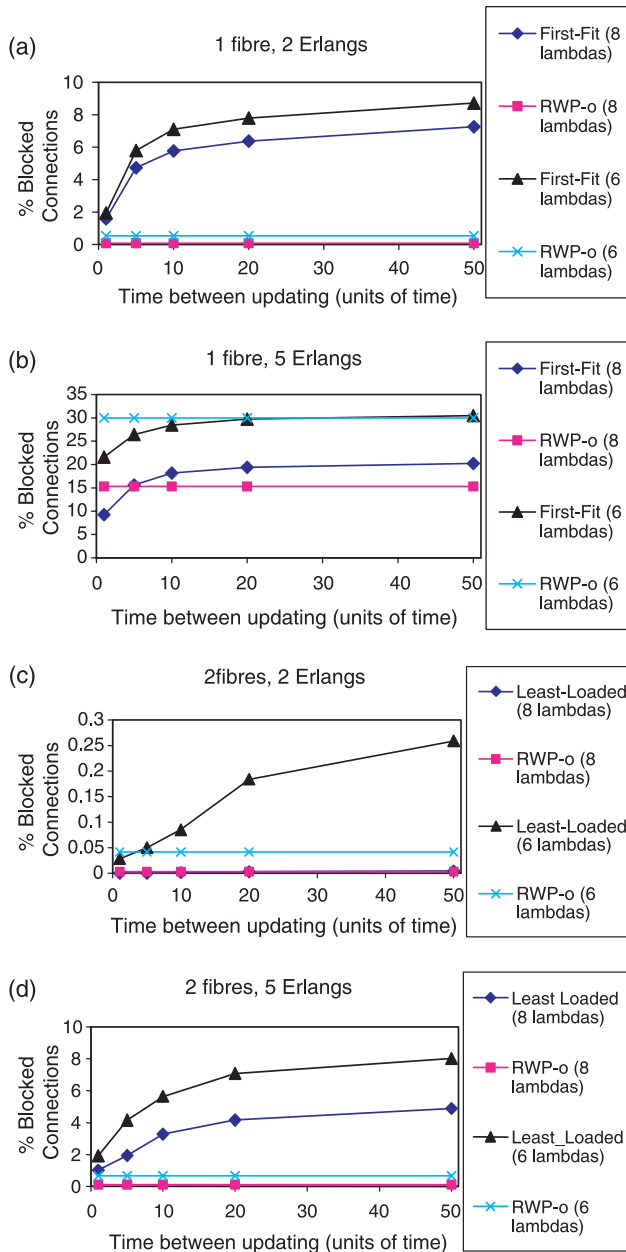 (a)
1 fibre, 2 Erlangs
10
8
6
4
2
0
% Blocked
Connections
0 10 20 30 40 50
Time between updating (units of time)
First-Fit (8
lambdas)
RWP-o (8
lambdas)
First-Fit (6
lambdas)
RWP-o (6
lambdas)
(b)
1 fibre, 5 Erlangs
35
30
25
20
15
10
5
0
% Blocked
Connections
0 10 20 30 40 50
Time between updating (units of time)
First-Fit (8
lambdas)
RWP-o (8
lambdas)
First-Fit (6
lambdas)
RWP-o (6
lambdas)
(c)
2fibres, 2 Erlangs
0.3
0.25
0.2
0.15
0.1
0.05
0
% Blocked
Connections
0 10 20 30 40 50
Time between updating (units of time)
Least-Loaded
(8 lambdas)
RWP-o (8
lambdas)
Least-Loaded
(6 lambdas)
RWP-o (6
lambdas)
(d)
2 fibres, 5 Erlangs
10
8
6
4
2
0
% Blocked
Connections
0 10 20 30 40 50
Time between updating (units of time)
Least Loaded
(8 lambdas)
RWP-o (8
lambdas)
Least_Loaded
(6 lambdas)
RWP-o (6
lambdas)